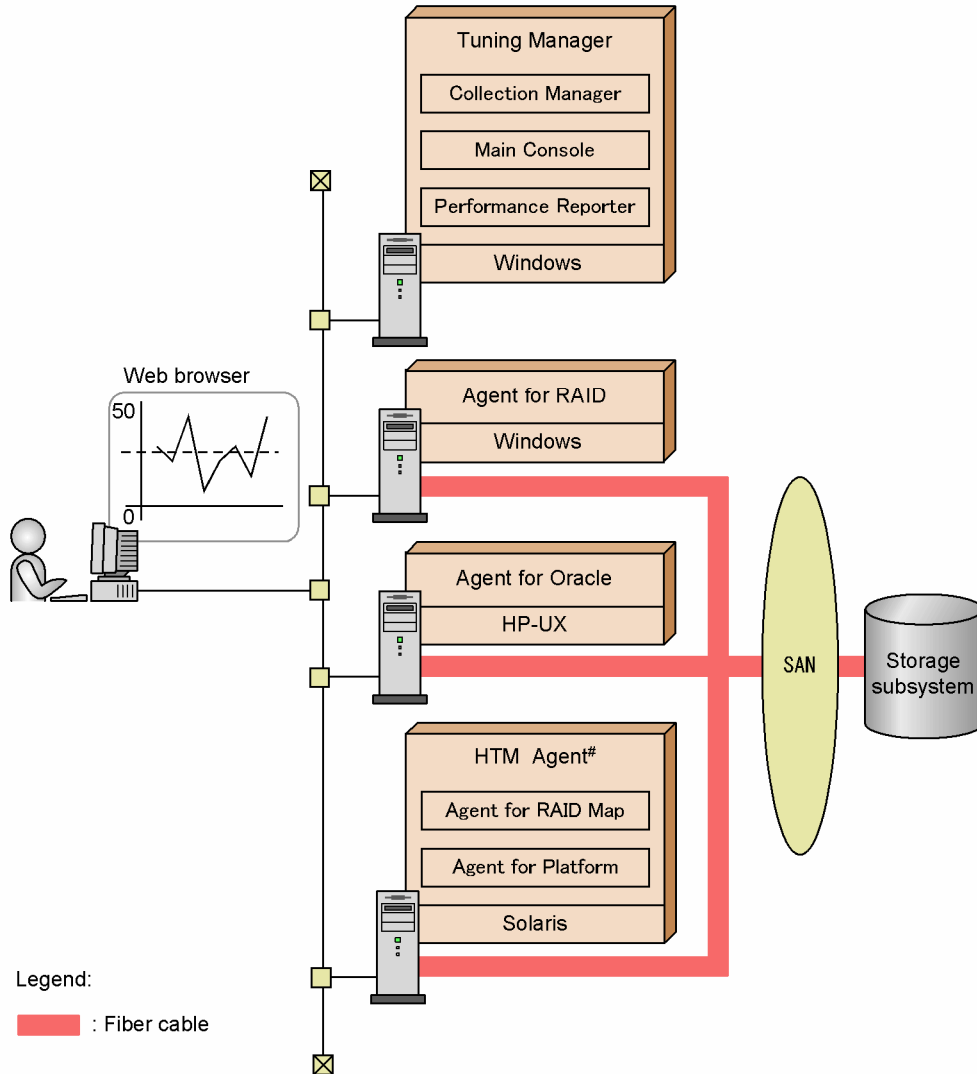 Tuning Manager
Collection Manager
Main Console
Performance Reporter
Windows
Web browser
50
0
Agent for RAID
Windows
Agent for Oracle
HP-UX
SAN
Storage
subsystem
HTM Agent#
Agent for RAID Map
Agent for Platform
Solaris
Legend:
: Fiber cable